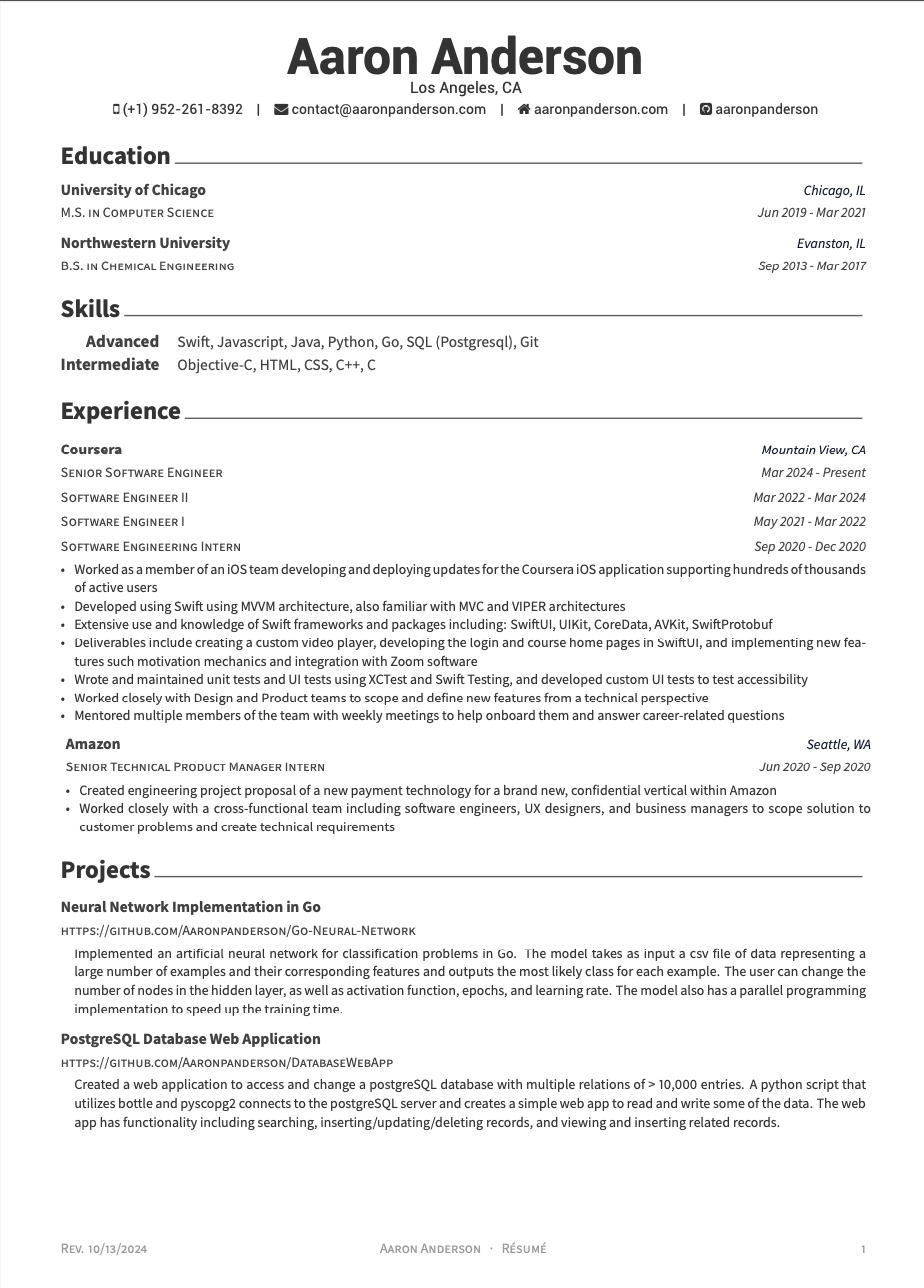 Aaron Anderson
Los Angeles, CA
(+1) 952-261-8392 | contact@aaronpanderson.com | aaronpanderson.com | aaronpanderson
Education
University of Chicago Chicago, IL
M.S. in Computer Science Jun 2019 - Mar 2021
Northwestern University Evanston, IL
B.S. in Chemical Engineering Sep 2013 - Mar 2017
Skills
Advanced Swift, Javascript, Java, Python, Go, SQL (Postgresql), Git
Intermediate Objective-C, HTML, CSS, C++, C
Experience
Coursera Mountain View, CA
Senior Software Engineer Mar 2024 - Present
Software Engineer II Mar 2022 - Mar 2024
Software Engineer I May 2021 - Mar 2022
Software Engineering Intern Sep 2020 - Dec 2020
• Worked as a member of an iOS team developing and deploying updates for the Coursera iOS application supporting hundreds of thousands
of active users
• Developed using Swift using MVVM architecture, also familiar with MVC and VIPER architectures
• Extensive use and knowledge of Swift frameworks and packages including: SwiftUI, UIKit, CoreData, AVKit, SwiftProtobuf
• Deliverables include creating a custom video player, developing the login and course home pages in SwiftUI, and implementing new fea-
tures such motivation mechanics and integration with Zoom software
• Wrote and maintained unit tests and UI tests using XCTest and Swift Testing, and developed custom UI tests to test accessibility
• Worked closely with Design and Product teams to scope and define new features from a technical perspective
• Mentored multiple members of the team with weekly meetings to help onboard them and answer career-related questions
Amazon Seattle, WA
Senior Technical Product Manager Intern Jun 2020 - Sep 2020
• Created engineering project proposal of a new payment technology for a brand new, confidential vertical within Amazon
• Worked closely with a cross-functional team including software engineers, UX designers, and business managers to scope solution to
customer problems and create technical requirements
Projects
Neural Network Implementation in Go
https://github.com/Aaronpanderson/Go-Neural-Network
Implemented an artificial neural network for classification problems in Go. The model takes as input a csv file of data representing a
large number of examples and their corresponding features and outputs the most likely class for each example. The user can change the
number of nodes in the hidden layer, as well as activation function, epochs, and learning rate. The model also has a parallel programming
implementation to speed up the training time.
PostgreSQL Database Web Application
https://github.com/Aaronpanderson/DatabaseWebApp
Created a web application to access and change a postgreSQL database with multiple relations of > 10,000 entries. A python script that
utilizes bottle and pyscopg2 connects to the postgreSQL server and creates a simple web app to read and write some of the data. The web
app has functionality including searching, inserting/updating/deleting records, and viewing and inserting related records.
Rev. 10/13/2024 Aaron Anderson · Résumé 1